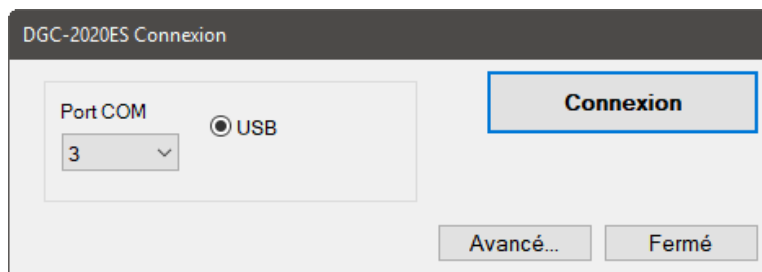 DGC-2020ES Connexion
Port COM
3
USB
Connexion
Avancé...
Fermé